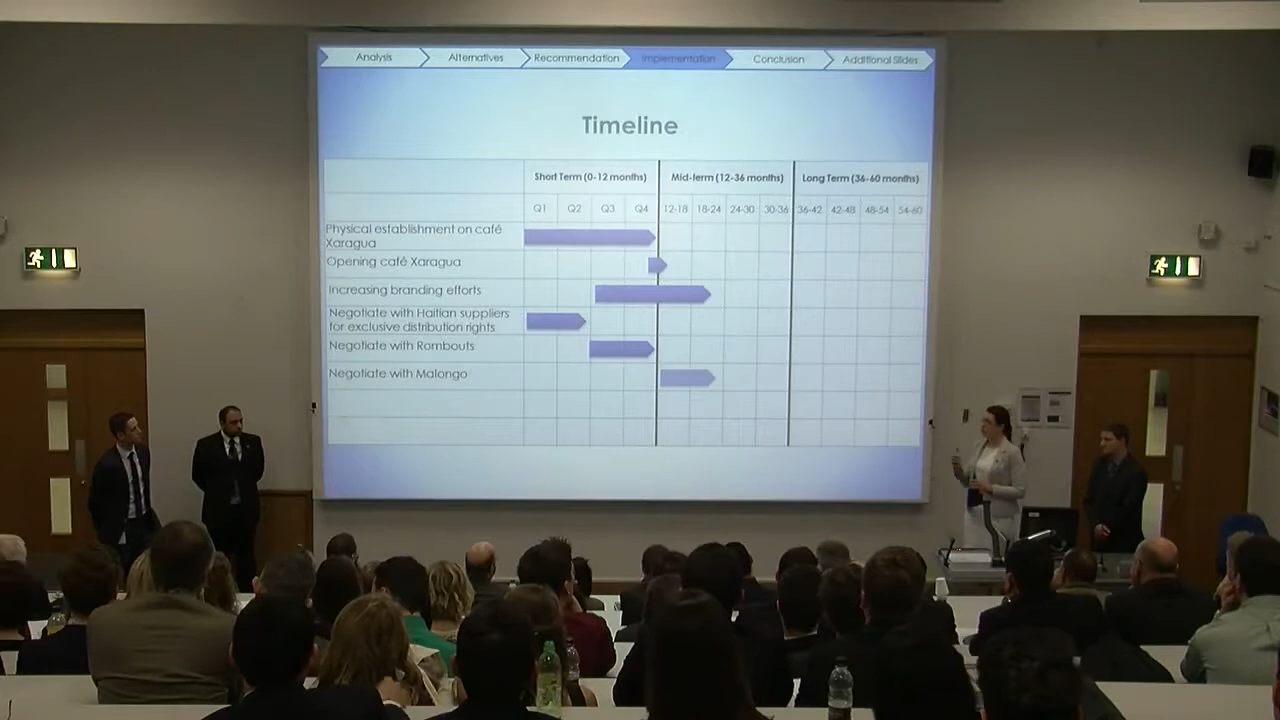 Analysis
Alternatives
Recommendation
Implementation
Conclusion
Additional Slides
Timeline
Short Term (0-12 months)
Mid-term (12-36 months)
Long Term (36-60 months)
Q1
Q2
Q3
Q4
12-18
18-24
24-30
30-36
36-42
42-48
48-54
54-60
Physical establishment on café
Xaragua
Opening café Xaragua
Increasing branding efforts
Negotiate with Haitian suppliers
for exclusive distribution rights
Negotiate with Rombouts
Negotiate with Malongo